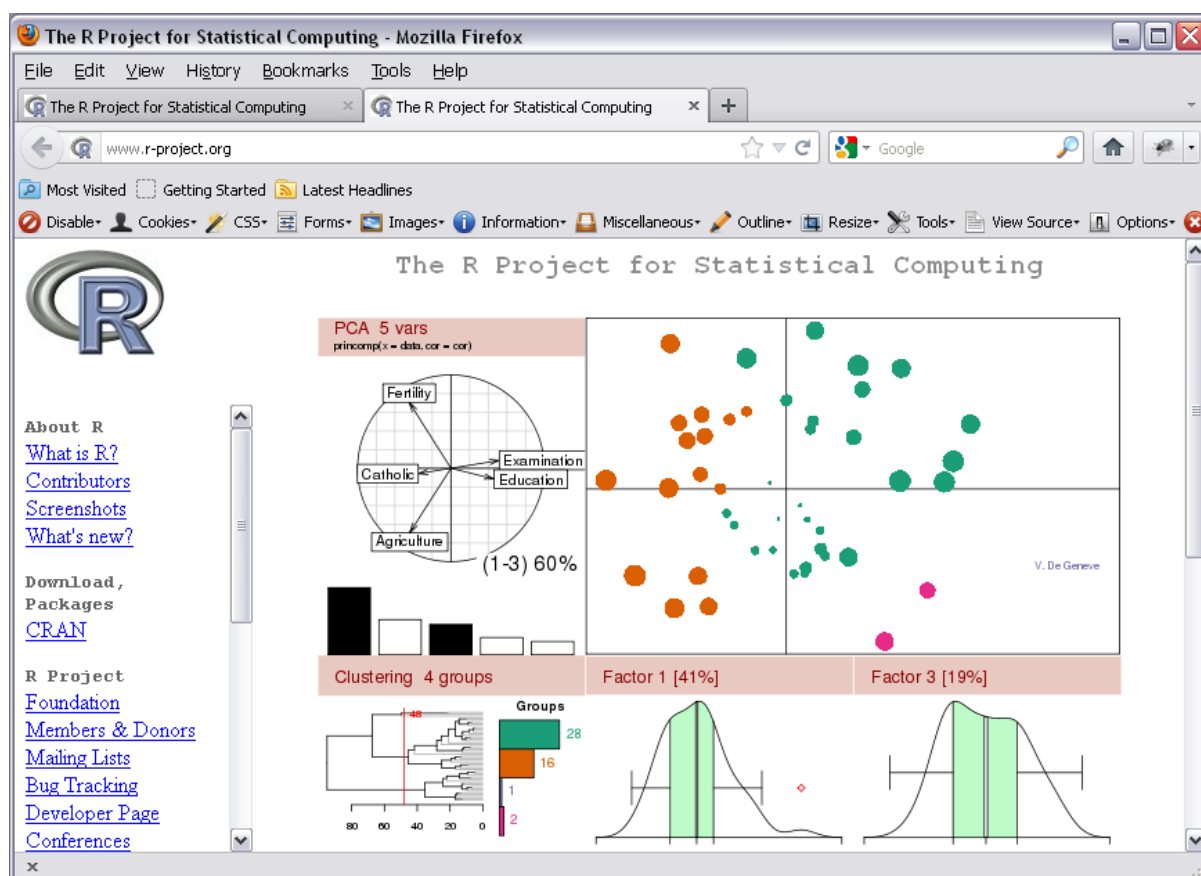 The R Project for Statistical Computing - Mozilla Firefox
File Edit View History Bookmarks Tools Help
The R Project for Statistical Computing
The R Project for Statistical Computing
www.r-project.org
Google
Most Visited Getting Started Latest Headlines
Disable Cookies CSS Forms Images Information Miscellaneous Outline Resize Tools View Source Options
R
About R
What is R?
Contributors
Screenshots
What's new?
Download,
Packages
CRAN
R Project
Foundation
Members & Donors
Mailing Lists
Bug Tracking
Developer Page
Conferences
The R Project for Statistical Computing
PCA 5 vars
princomp(x = data, cor = cor)
Fertility
Examination
Catholic
Education
Agriculture
(1-3) 60%
V. De Geneve
Clustering 4 groups
Factor 1 [41%]
Factor 3 [19%]
Groups
48
28
16
1
2
80 60 40 20 0
x